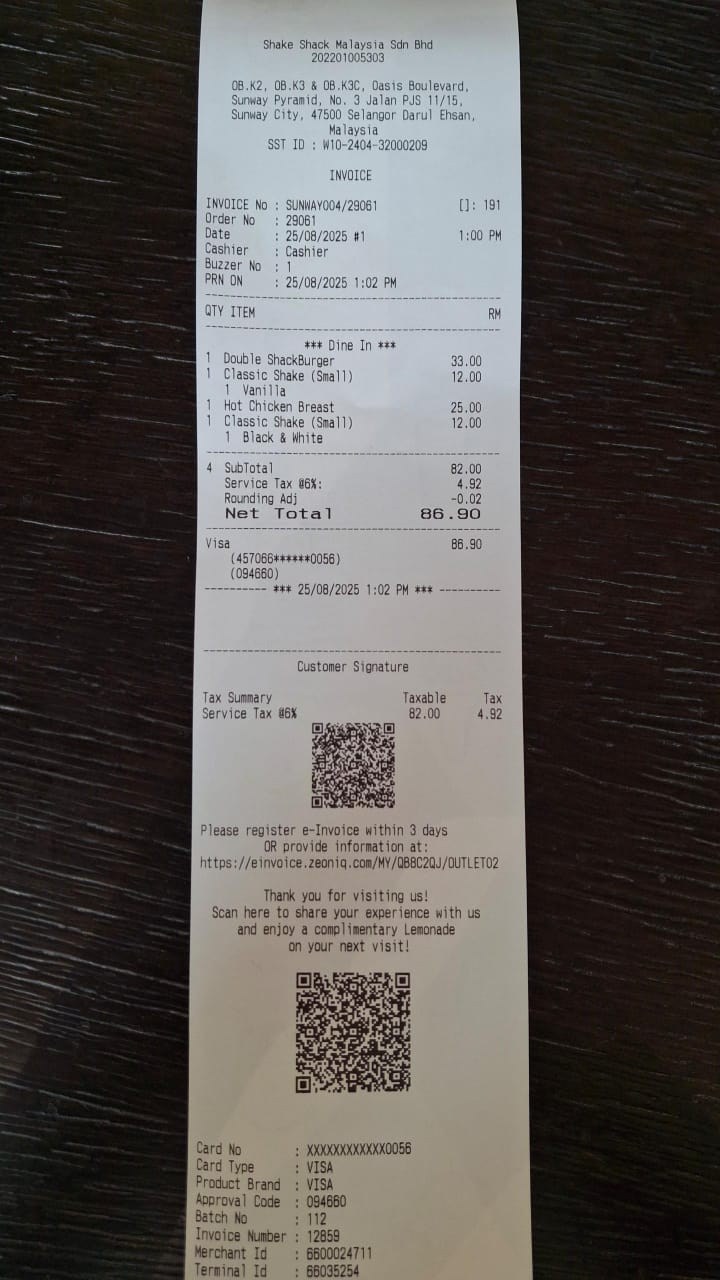 Shake Shack Malaysia Sdn Bhd
202201005303
OB.K2, OB.K3 & OB.K3C, Oasis Boulevard,
Sunway Pyramid, No. 3 Jalan PJS 11/15,
Sunway City, 47500 Selangor Darul Ehsan,
Malaysia
SST ID : W10-2404-32000209
INVOICE
INVOICE No : SUNWAY004/29061 []: 191
Order No : 29061
Date : 25/08/2025 #1 1:00 PM
Cashier : Cashier
Buzzer No : 1
PRN ON : 25/08/2025 1:02 PM
QTY ITEM RM
*** Dine In ***
1 Double ShackBurger 33.00
1 Classic Shake (Small) 12.00
1 Vanilla
1 Hot Chicken Breast 25.00
1 Classic Shake (Small) 12.00
1 Black & White
4 SubTotal 82.00
Service Tax @6%: 4.92
Rounding Adj -0.02
Net Total 86.90
Visa 86.90
(457066******0056)
(094660)
---------- *** 25/08/2025 1:02 PM *** ----------
Customer Signature
Tax Summary Taxable Tax
Service Tax @6% 82.00 4.92
Please register e-Invoice within 3 days
OR provide information at:
https://einvoice.zeoniq.com/MY/QB8C2QJ/OUTLET02
Thank you for visiting us!
Scan here to share your experience with us
and enjoy a complimentary Lemonade
on your next visit!
Card No : XXXXXXXXXXXX0056
Card Type : VISA
Product Brand : VISA
Approval Code : 094660
Batch No : 112
Invoice Number : 12859
Merchant Id : 6600024711
Terminal Id : 66035254